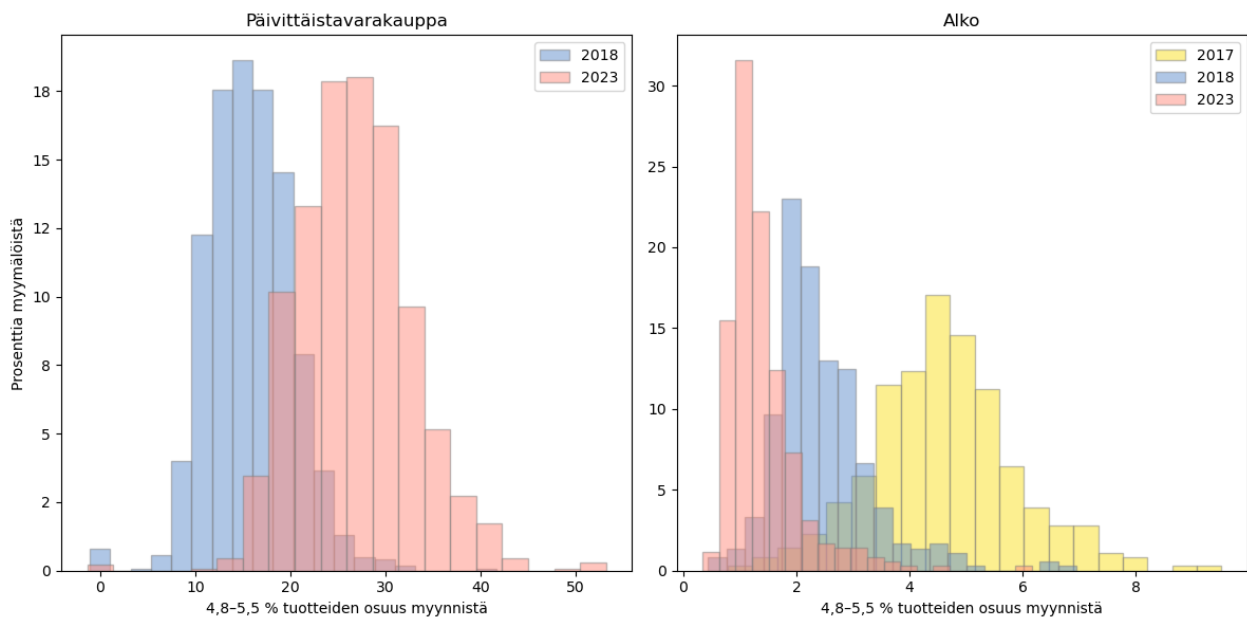 Päivittäistavarakauppa
2018
2023
18
15
12
10
8
5
2
0
Prosenttia myymälöistä
0 10 20 30 40 50
4,8–5,5 % tuotteiden osuus myynnistä
Alko
2017
2018
2023
30
25
20
15
10
5
0
0 2 4 6 8
4,8–5,5 % tuotteiden osuus myynnistä